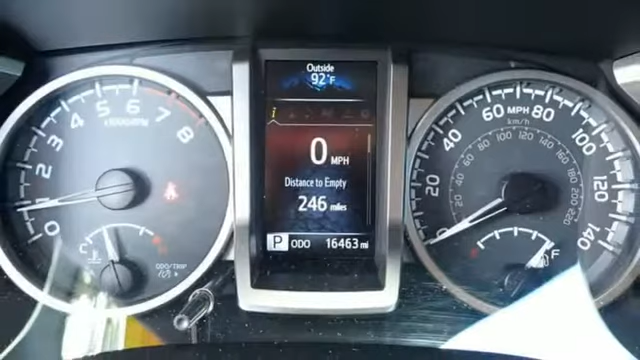 Outside
92°F
i
0 MPH
Distance to Empty
246 miles
P ODO 16463 mi
0 1 2 3 4 5 6 7 8
x1000r/min
C
ODO/TRIP
0 20 40 60 80 100 120 140
MPH
km/h
20 40 60 80 100 120 140 160 180 200 220
F